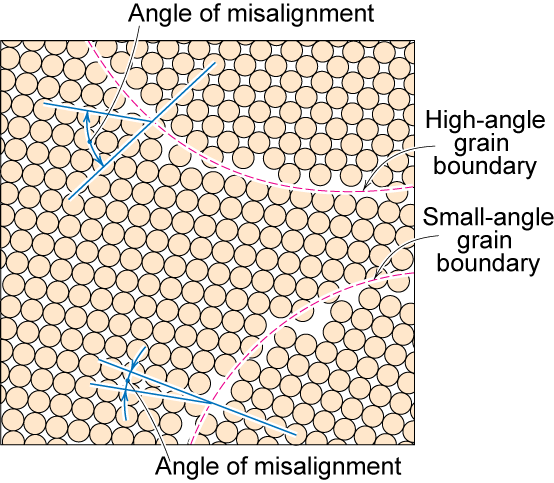 Angle of misalignment
High-angle
grain
boundary
Small-angle
grain
boundary
Angle of misalignment